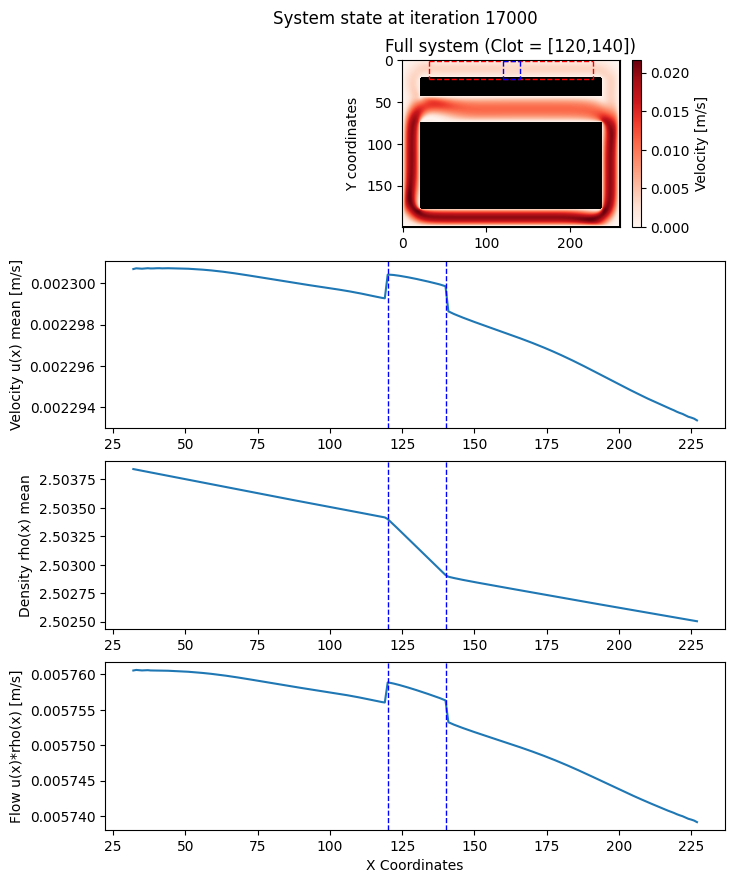 System state at iteration 17000
Full system (Clot = [120,140])
Y coordinates
0
50
100
150
0 100 200
Velocity [m/s]
0.020
0.015
0.010
0.005
0.000
Velocity u(x) mean [m/s]
0.002300
0.002298
0.002296
0.002294
25 50 75 100 125 150 175 200 225
Density rho(x) mean
2.50375
2.50350
2.50325
2.50300
2.50275
2.50250
25 50 75 100 125 150 175 200 225
Flow u(x)*rho(x) [m/s]
0.005760
0.005755
0.005750
0.005745
0.005740
25 50 75 100 125 150 175 200 225
X Coordinates